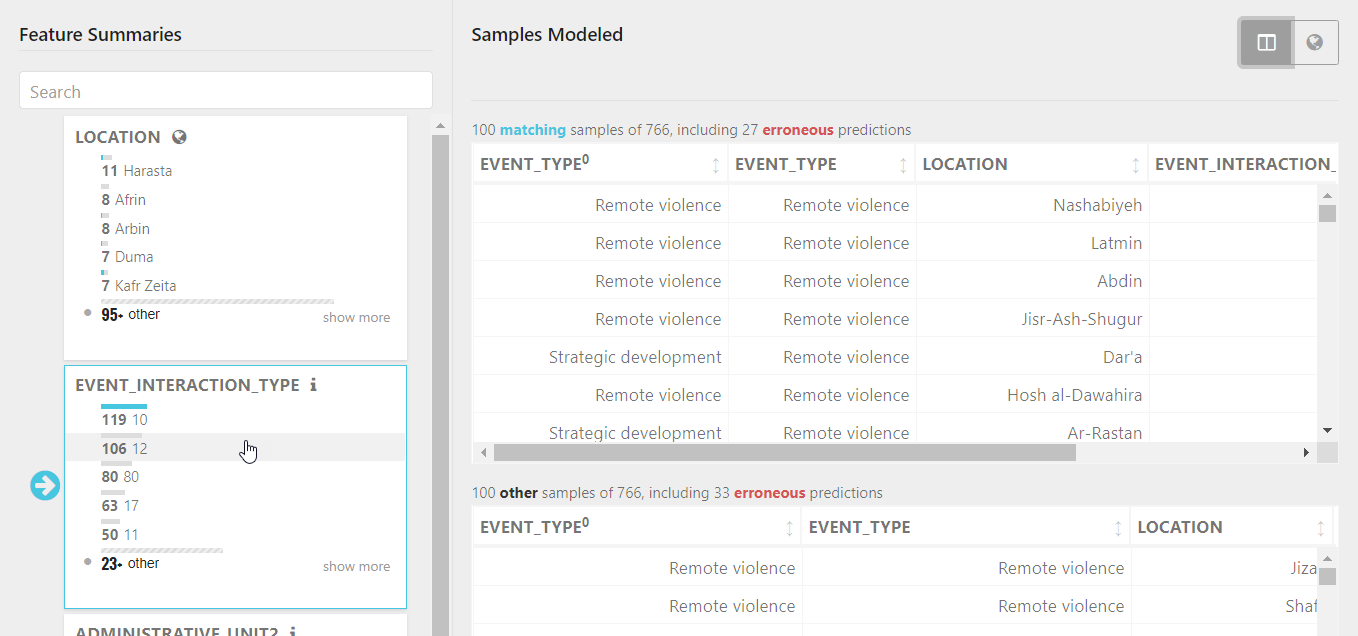 Feature Summaries
Search
LOCATION
11 Harasta
8 Afrin
8 Arbin
7 Duma
7 Kafr Zeita
95+ other
show more
EVENT_INTERACTION_TYPE
119 10
106 12
80 80
63 17
50 11
23+ other
show more
ADMINISTRATIVE_UNIT2
Samples Modeled
100 matching samples of 766, including 27 erroneous predictions
EVENT_TYPE⁰ EVENT_TYPE LOCATION EVENT_INTERACTION_
Remote violence Remote violence Nashabiyeh
Remote violence Remote violence Latmin
Remote violence Remote violence Abdin
Remote violence Remote violence Jisr-Ash-Shugur
Strategic development Remote violence Dar'a
Remote violence Remote violence Hosh al-Dawahira
Strategic development Remote violence Ar-Rastan
100 other samples of 766, including 33 erroneous predictions
EVENT_TYPE⁰ EVENT_TYPE LOCATION
Remote violence Remote violence Jiza
Remote violence Remote violence Shaf